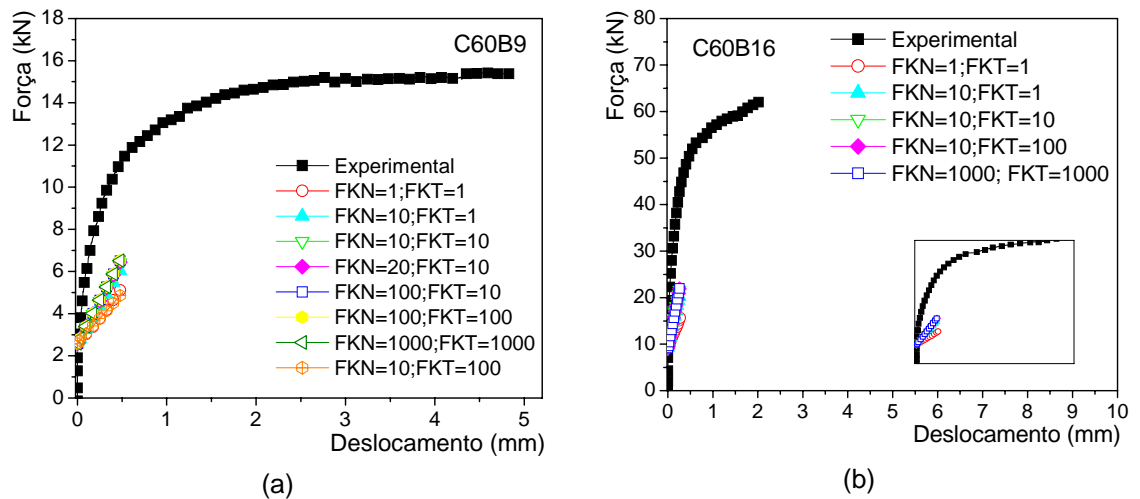 18
16
14
12
10
8
6
4
2
0
Força (kN)
C60B9
Experimental
FKN=1;FKT=1
FKN=10;FKT=1
FKN=10;FKT=10
FKN=20;FKT=10
FKN=100;FKT=10
FKN=100;FKT=100
FKN=1000;FKT=1000
FKN=10;FKT=100
0 1 2 3 4 5
Deslocamento (mm)
(a)
80
70
60
50
40
30
20
10
0
Força (kN)
C60B16
Experimental
FKN=1;FKT=1
FKN=10;FKT=1
FKN=10;FKT=10
FKN=10;FKT=100
FKN=1000; FKT=1000
0 1 2 3 4 5 6 7 8 9 10
Deslocamento (mm)
(b)